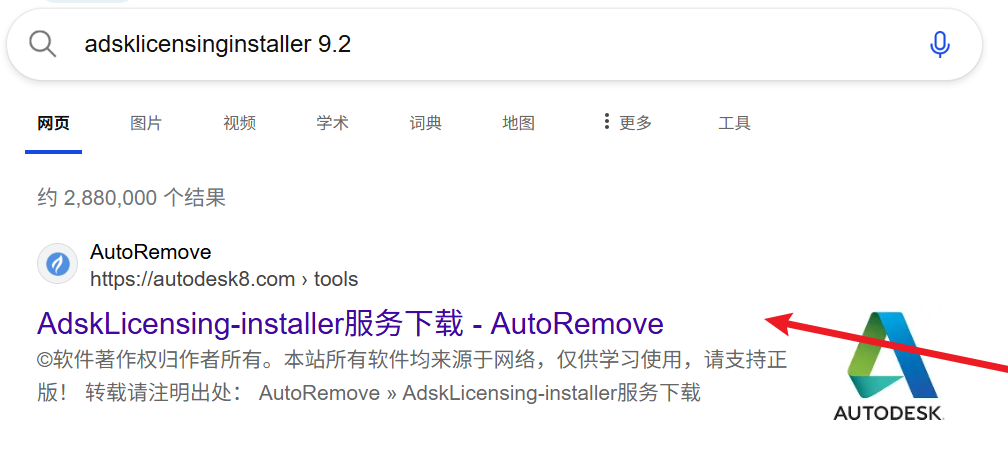 adsklicensinginstaller 9.2
网页 图片 视频 学术 词典 地图 更多 工具
约 2,880,000 个结果
AutoRemove
https://autodesk8.com › tools
AdskLicensing-installer服务下载 - AutoRemove
©软件著作权归作者所有。本站所有软件均来源于网络，仅供学习使用，请支持正
版！ 转载请注明出处： AutoRemove » AdskLicensing-installer服务下载
AUTODESK.